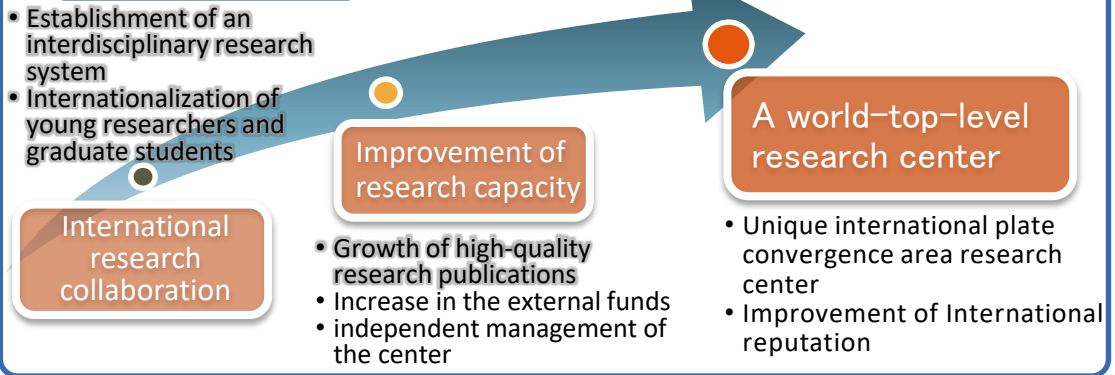 • Establishment of an
interdisciplinary research
system
• Internationalization of
young researchers and
graduate students
International
research
collaboration
Improvement of
research capacity
• Growth of high-quality
research publications
• Increase in the external funds
• independent management of
the center
A world-top-level
research center
• Unique international plate
convergence area research
center
• Improvement of International
reputation